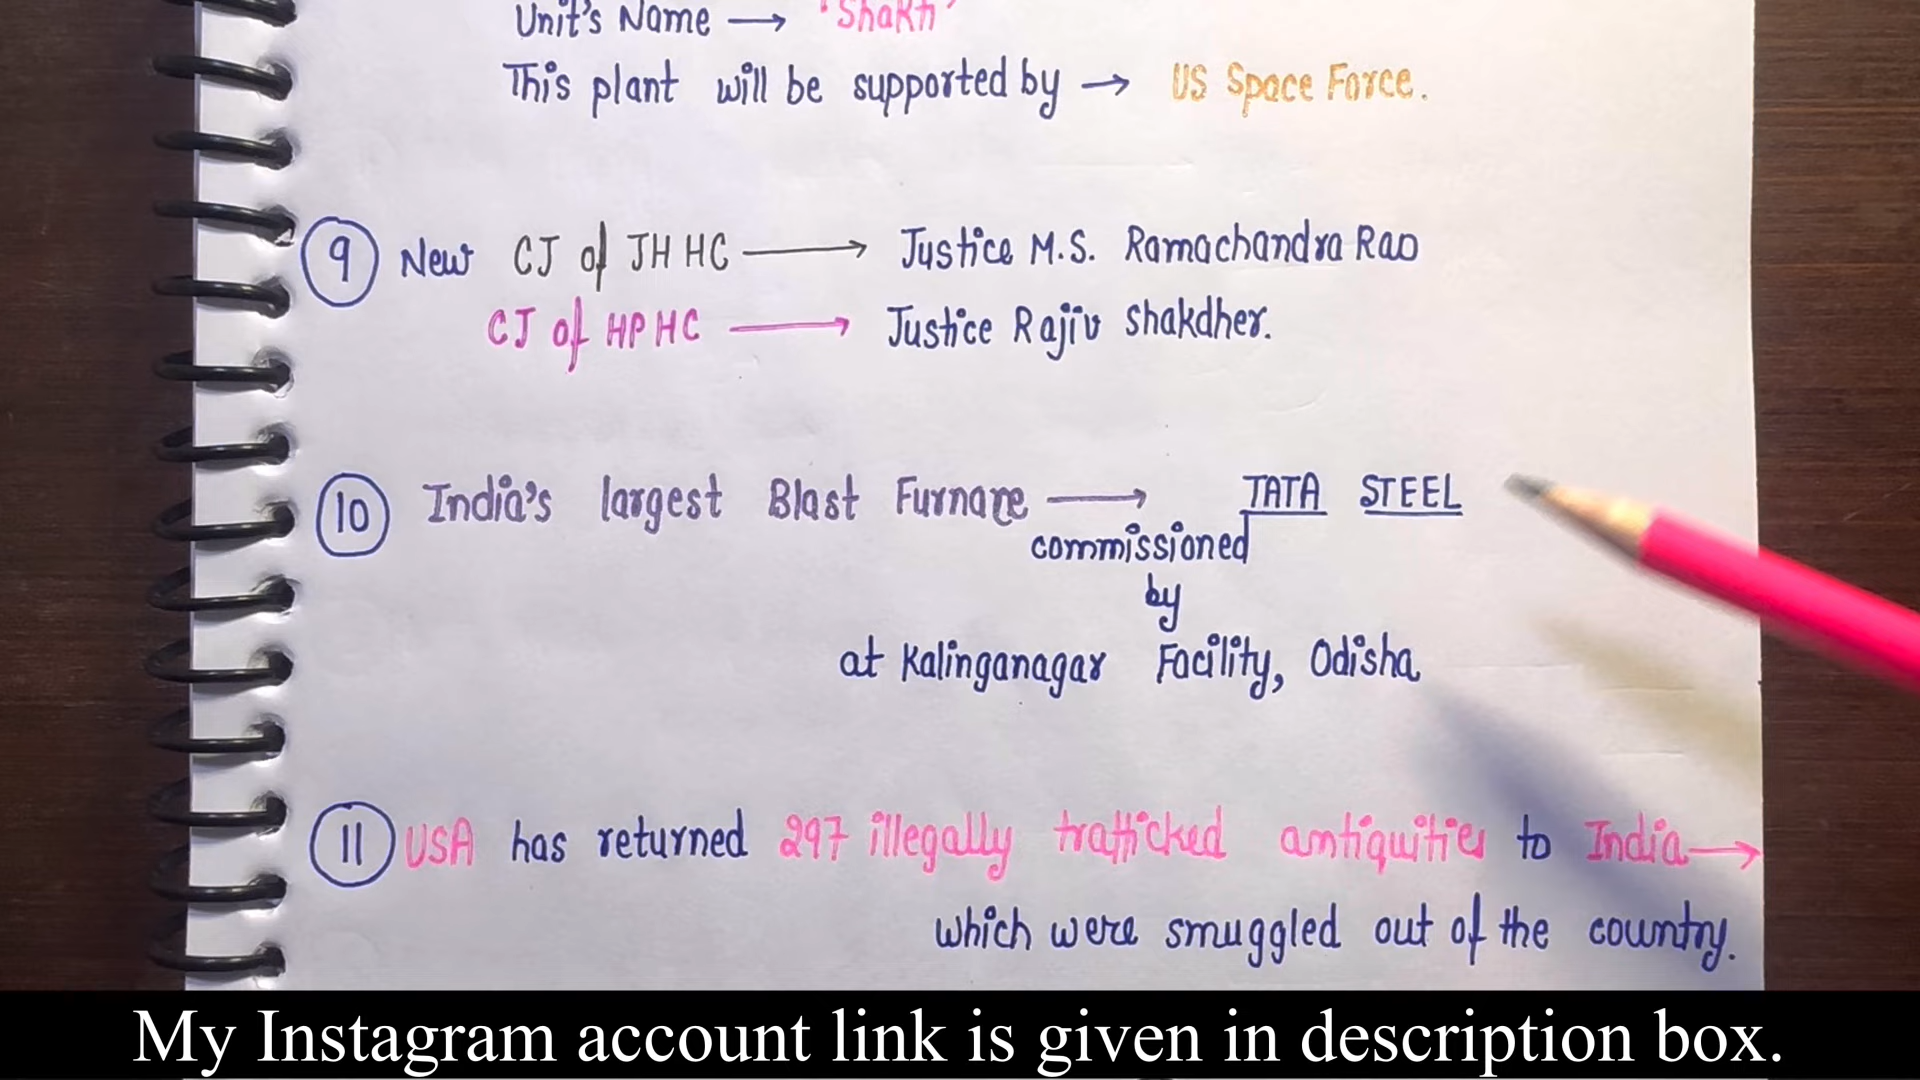 Unit's Name → 'Shakti'
This plant will be supported by → US Space Force.
9 New CJ of JH HC → Justice M.S. Ramachandra Rao
CJ of HP HC → Justice Rajiv Shakdher.
10 India's largest Blast Furnace → TATA STEEL
commissioned
by
at Kalinganagar Facility, Odisha
11 USA has returned 297 illegally trafficked antiquities to India →
which were smuggled out of the country.
My Instagram account link is given in description box.